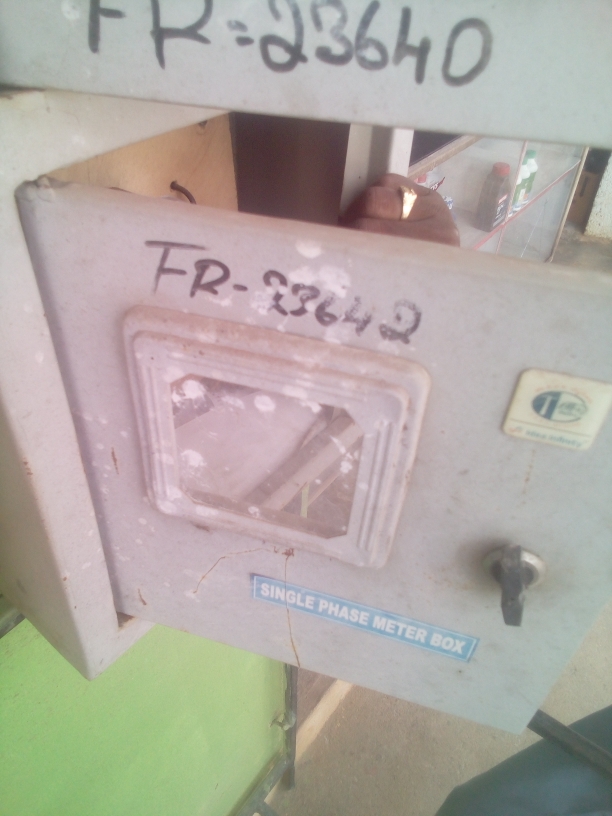 FR=23640
FR-23642
SINGLE PHASE METER BOX